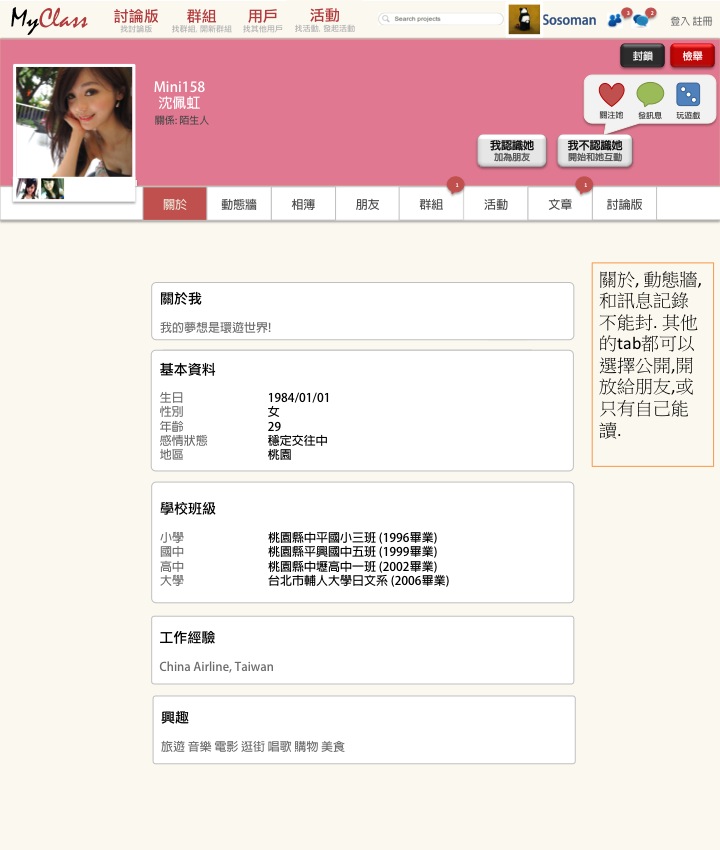 MyClass
討論版 群組 用戶 活動
找討論版 找群組, 開新群組 找其他用戶 找活動, 發起活動
Search projects
Sosoman
3
2
登入 註冊
封鎖 檢舉
Mini158
沈佩虹
關係: 陌生人
關注她 發訊息 玩遊戲
我認識她
加為朋友
我不認識她
開始和她互動
1
1
關於 動態牆 相簿 朋友 群組 活動 文章 討論版
關於我
我的夢想是環遊世界!
關於, 動態牆,
和訊息記錄
不能封. 其他
的tab都可以
選擇公開,開
放給朋友,或
只有自己能
讀.
基本資料
生日 1984/01/01
性別 女
年齡 29
感情狀態 穩定交往中
地區 桃園
學校班級
小學 桃園縣中平國小三班 (1996畢業)
國中 桃園縣平興國中五班 (1999畢業)
高中 桃園縣中壢高中一班 (2002畢業)
大學 台北市輔人大學日文系 (2006畢業)
工作經驗
China Airline, Taiwan
興趣
旅遊 音樂 電影 逛街 唱歌 購物 美食